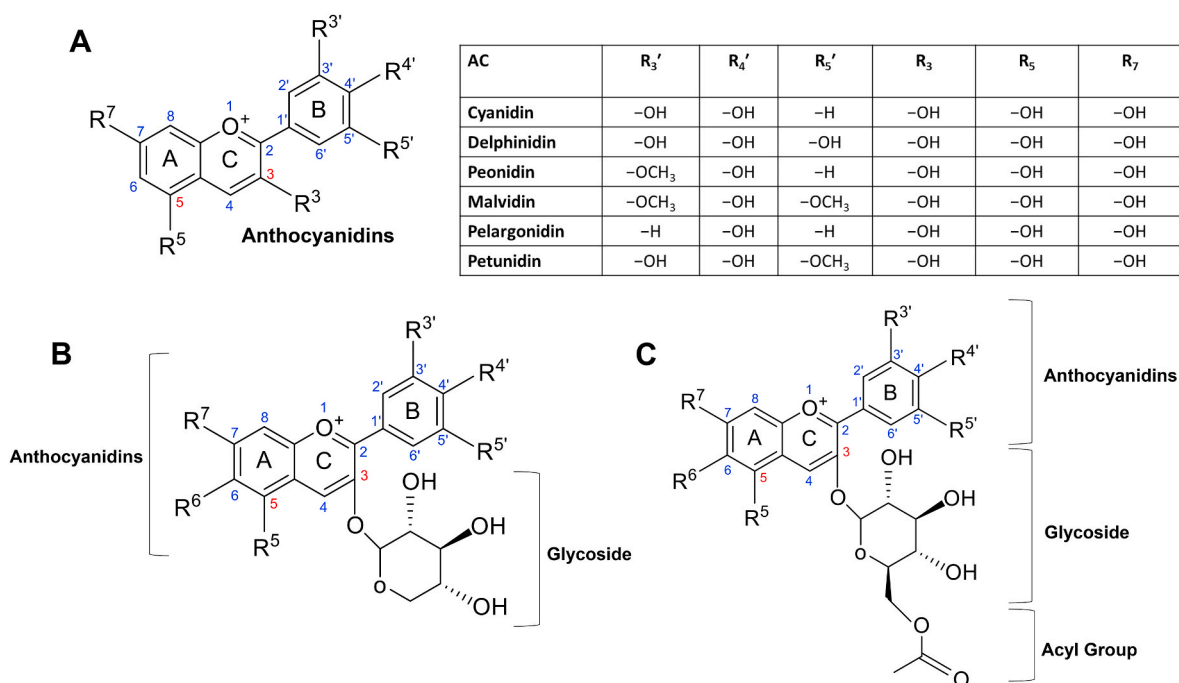 A
R3'
R4'
R5'
R7
R3
R5
1
2
3
4
5
6
7
8
1'
2'
3'
4'
5'
6'
O+
A
C
B
Anthocyanidins
AC R3' R4' R5' R3 R5 R7
Cyanidin −OH −OH −H −OH −OH −OH
Delphinidin −OH −OH −OH −OH −OH −OH
Peonidin −OCH3 −OH −H −OH −OH −OH
Malvidin −OCH3 −OH −OCH3 −OH −OH −OH
Pelargonidin −H −OH −H −OH −OH −OH
Petunidin −OH −OH −OCH3 −OH −OH −OH
B
Anthocyanidins
R3'
R4'
R5'
R7
R6
R5
1
2
3
4
5
6
7
8
1'
2'
3'
4'
5'
6'
O+
A
C
B
O
OH
OH
OH
o
Glycoside
C
R3'
R4'
R5'
R7
R6
R5
1
2
3
4
5
6
7
8
1'
2'
3'
4'
5'
6'
O+
A
C
B
Anthocyanidins
O
OH
OH
OH
o
Glycoside
O
O
Acyl Group